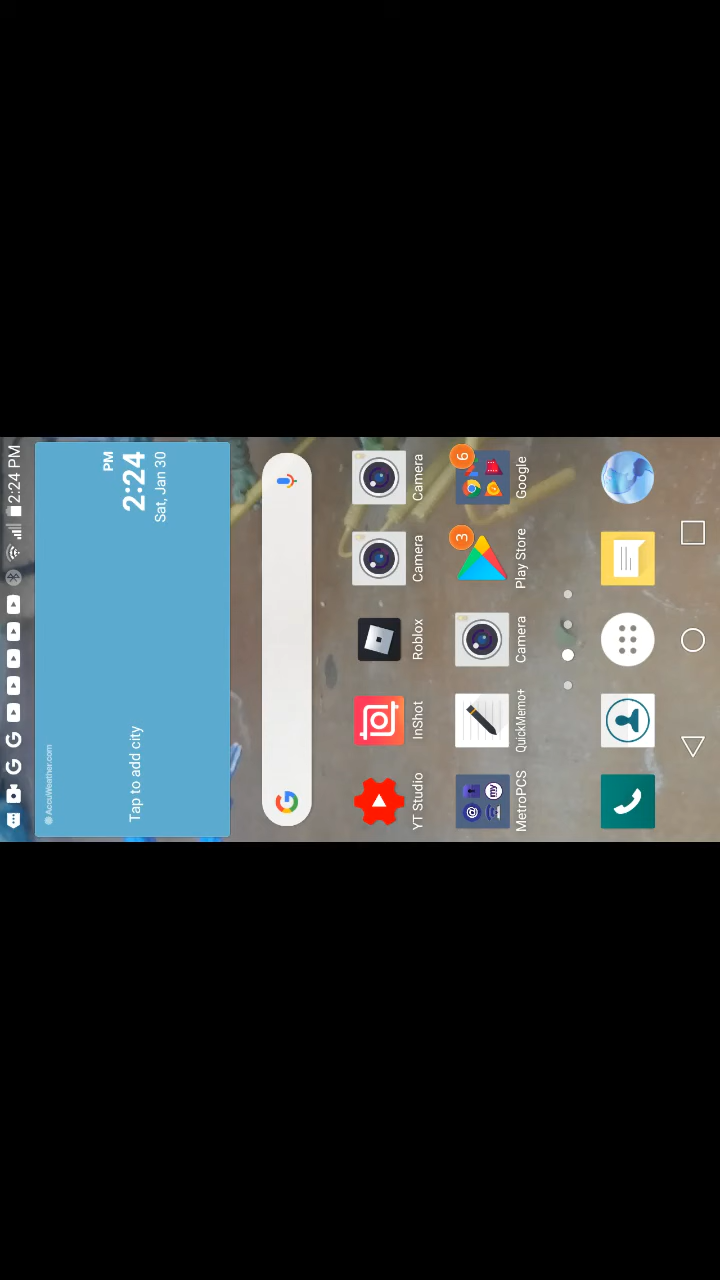 2:24 PM
AccuWeather.com
PM
2:24
Sat, Jan 30
Tap to add city
YT Studio
InShot
Roblox
Camera
Camera
MetroPCS
QuickMemo+
Camera
3
Play Store
6
Google
@
my